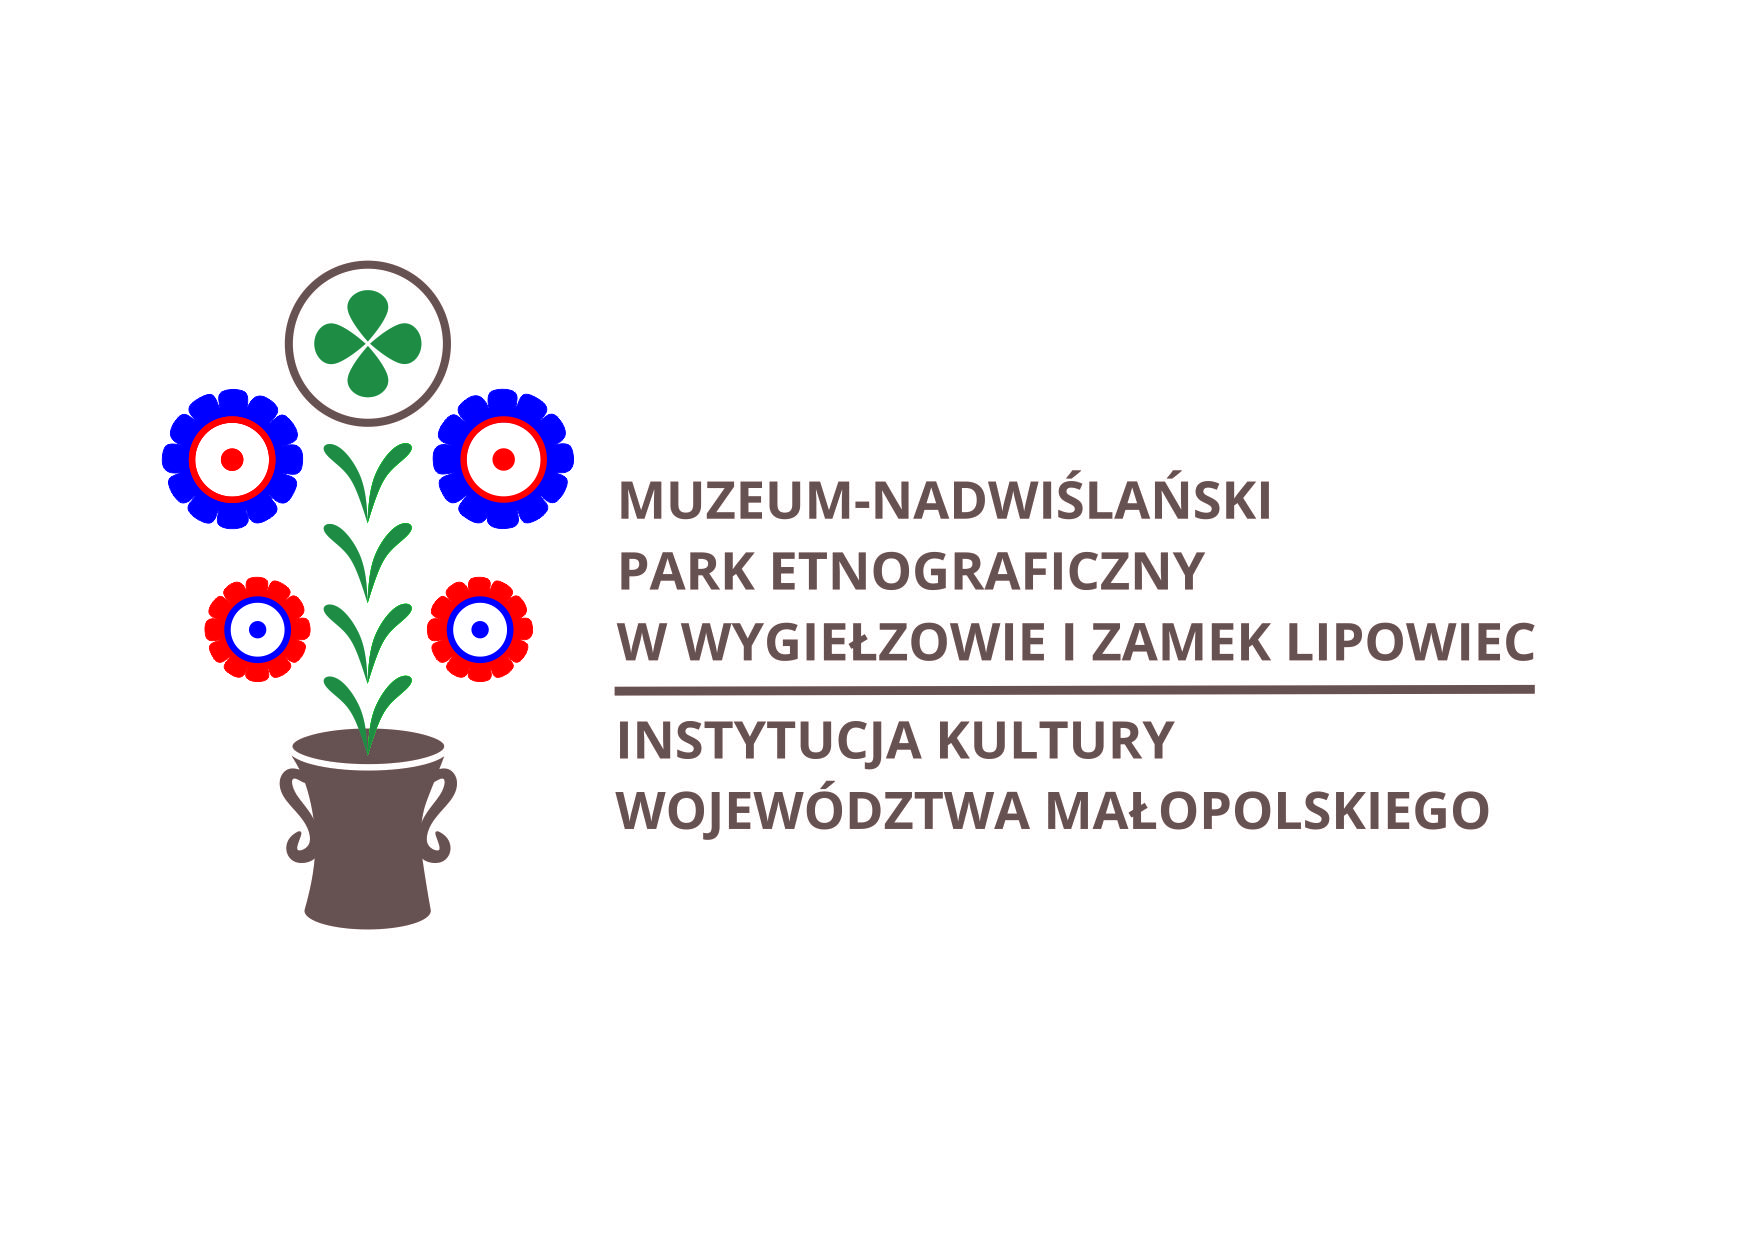 MUZEUM-NADWIŚLAŃSKI
PARK ETNOGRAFICZNY
W WYGIEŁZOWIE I ZAMEK LIPOWIEC
INSTYTUCJA KULTURY
WOJEWÓDZTWA MAŁOPOLSKIEGO